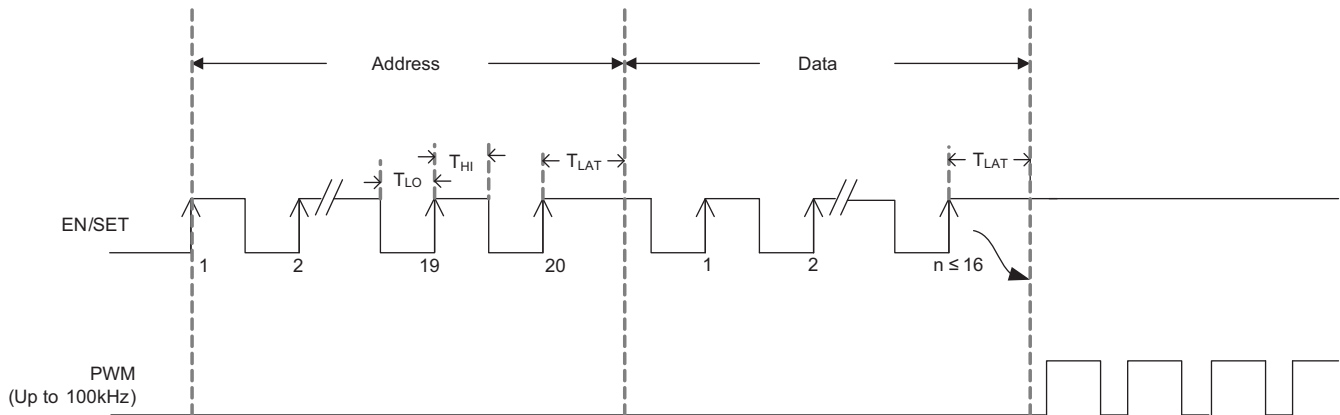 Address
Data
T_HI
T_LAT
T_LAT
T_LO
EN/SET
1
2
19
20
1
2
n ≤ 16
PWM
(Up to 100kHz)